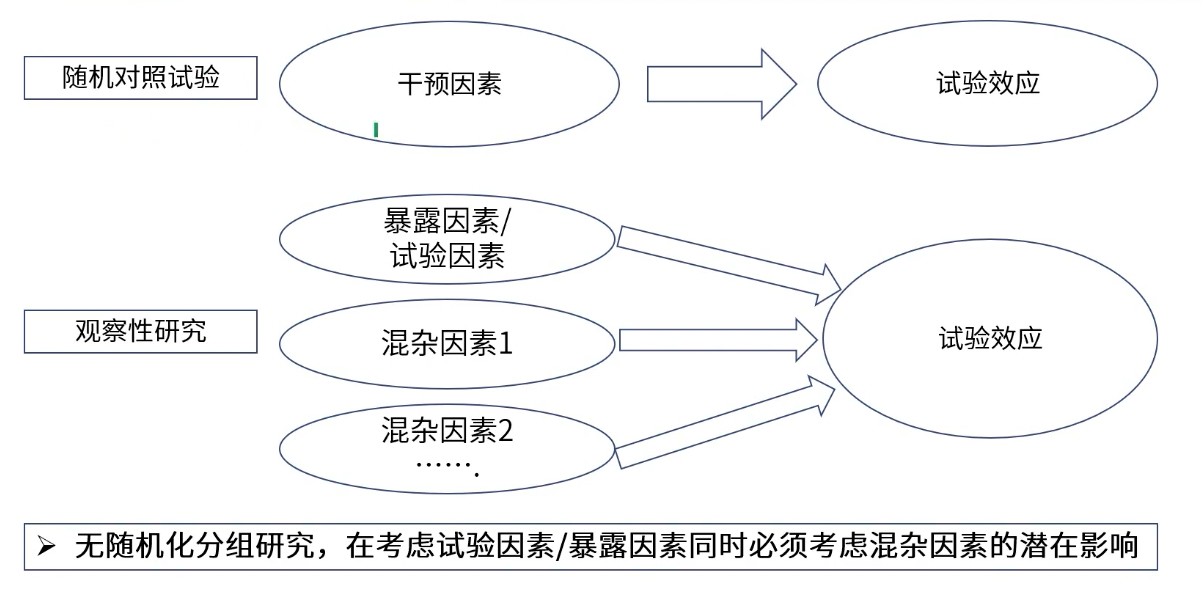 随机对照试验
干预因素
试验效应
暴露因素/
试验因素
观察性研究
混杂因素1
试验效应
混杂因素2
…….
➢ 无随机化分组研究，在考虑试验因素/暴露因素同时必须考虑混杂因素的潜在影响